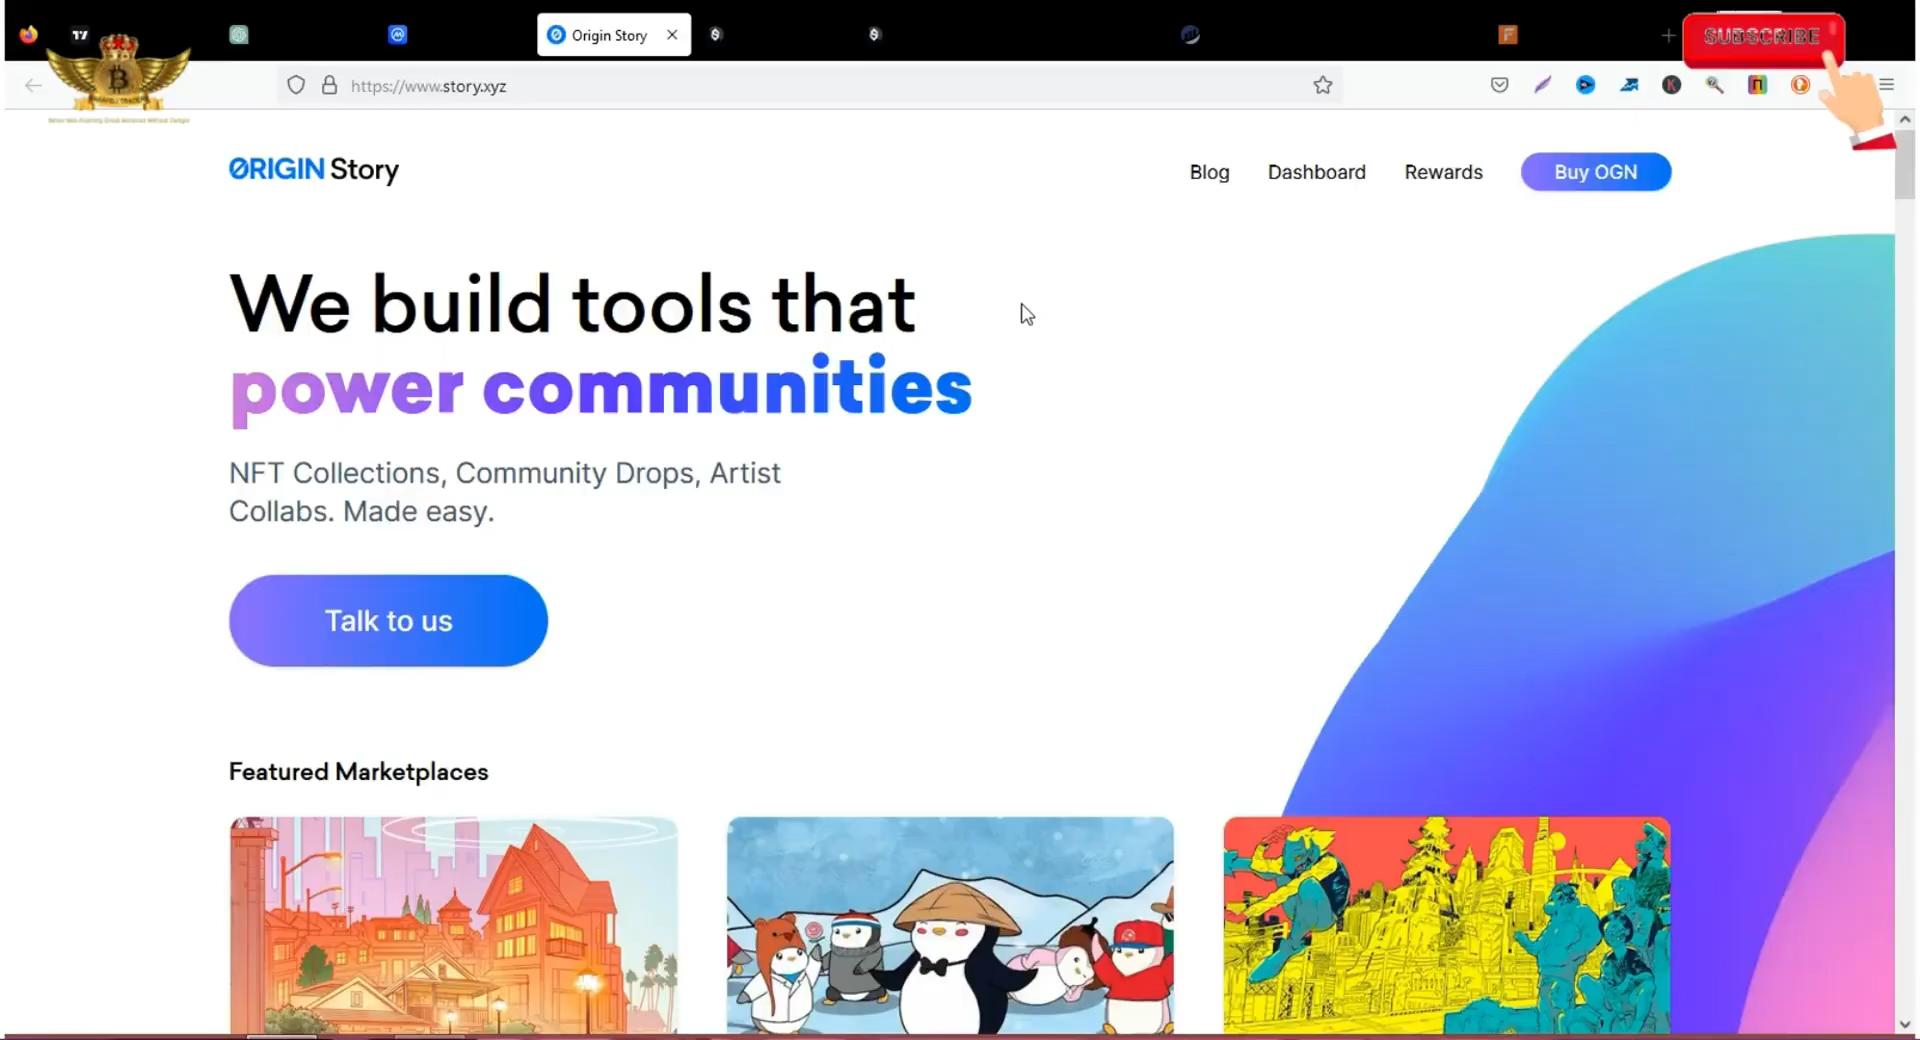 Origin Story
SUBSCRIBE
https://www.story.xyz
ORIGIN Story
Blog
Dashboard
Rewards
Buy OGN
We build tools that
power communities
NFT Collections, Community Drops, Artist
Collabs. Made easy.
Talk to us
Featured Marketplaces